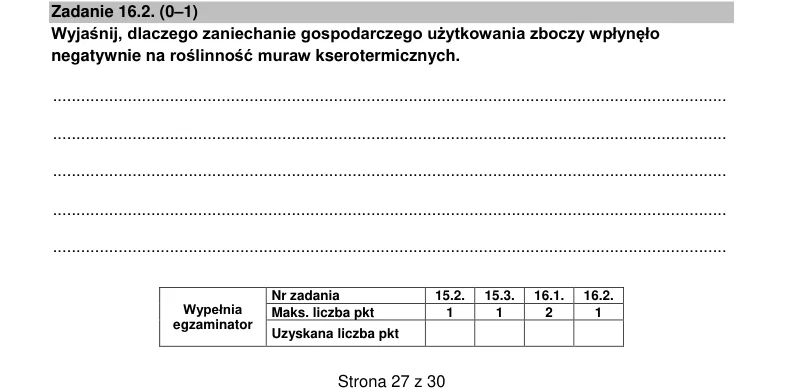 Zadanie 16.2. (0–1)
Wyjaśnij, dlaczego zaniechanie gospodarczego użytkowania zboczy wpłynęło
negatywnie na roślinność muraw kserotermicznych.
Wypełnia
egzaminator
Nr zadania 15.2. 15.3. 16.1. 16.2.
Maks. liczba pkt 1 1 2 1
Uzyskana liczba pkt
Strona 27 z 30